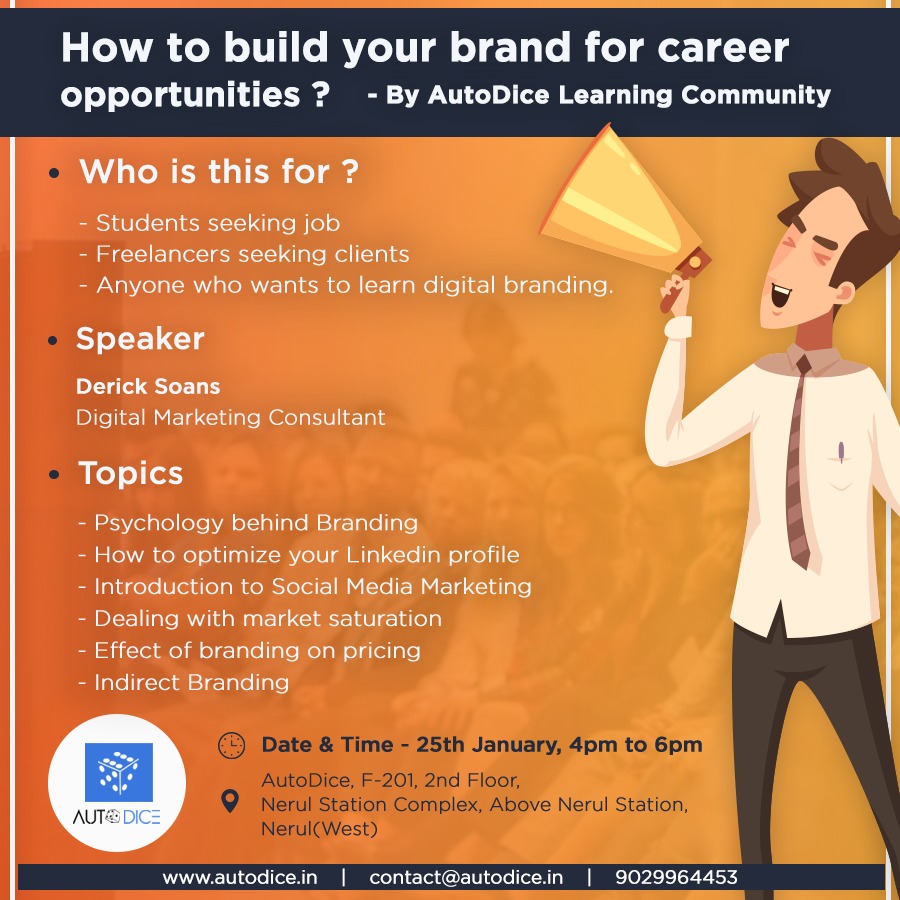 How to build your brand for career
opportunities ? - By AutoDice Learning Community
• Who is this for ?
- Students seeking job
- Freelancers seeking clients
- Anyone who wants to learn digital branding.
• Speaker
Derick Soans
Digital Marketing Consultant
• Topics
- Psychology behind Branding
- How to optimize your Linkedin profile
- Introduction to Social Media Marketing
- Dealing with market saturation
- Effect of branding on pricing
- Indirect Branding
AUTODICE
Date & Time - 25th January, 4pm to 6pm
AutoDice, F-201, 2nd Floor,
Nerul Station Complex, Above Nerul Station,
Nerul(West)
www.autodice.in | contact@autodice.in | 9029964453